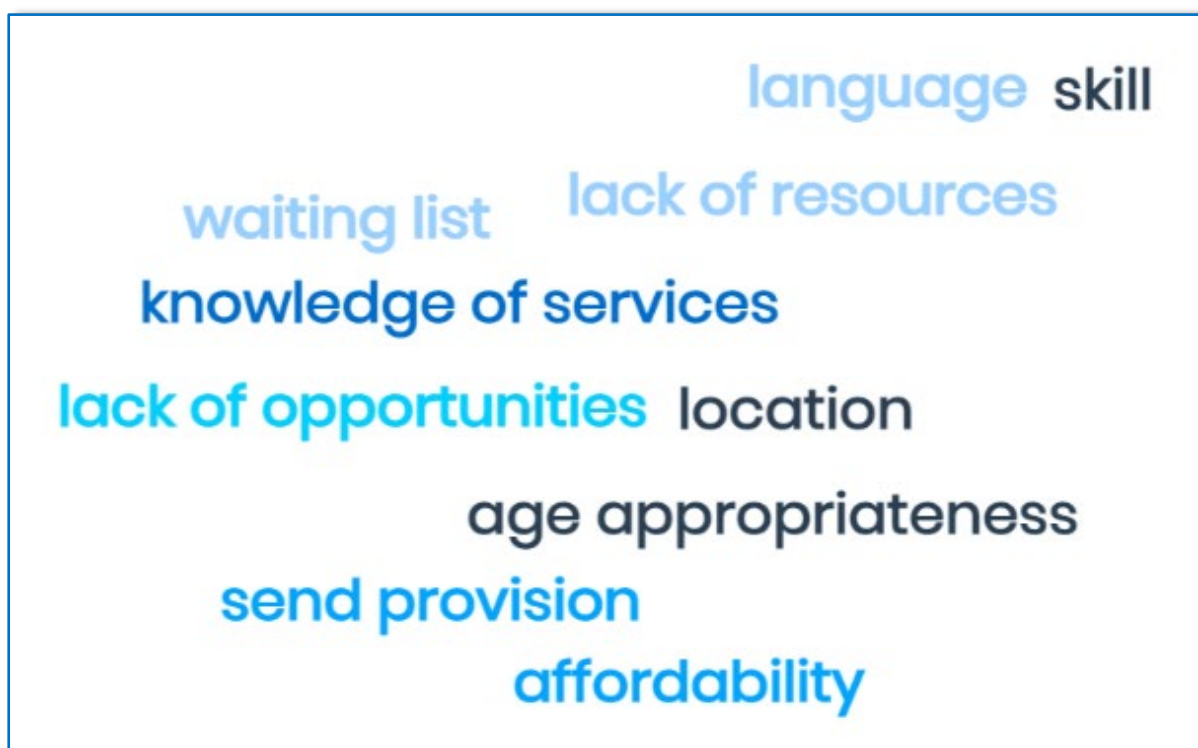 language skill
lack of resources
waiting list
knowledge of services
lack of opportunities location
age appropriateness
send provision
affordability